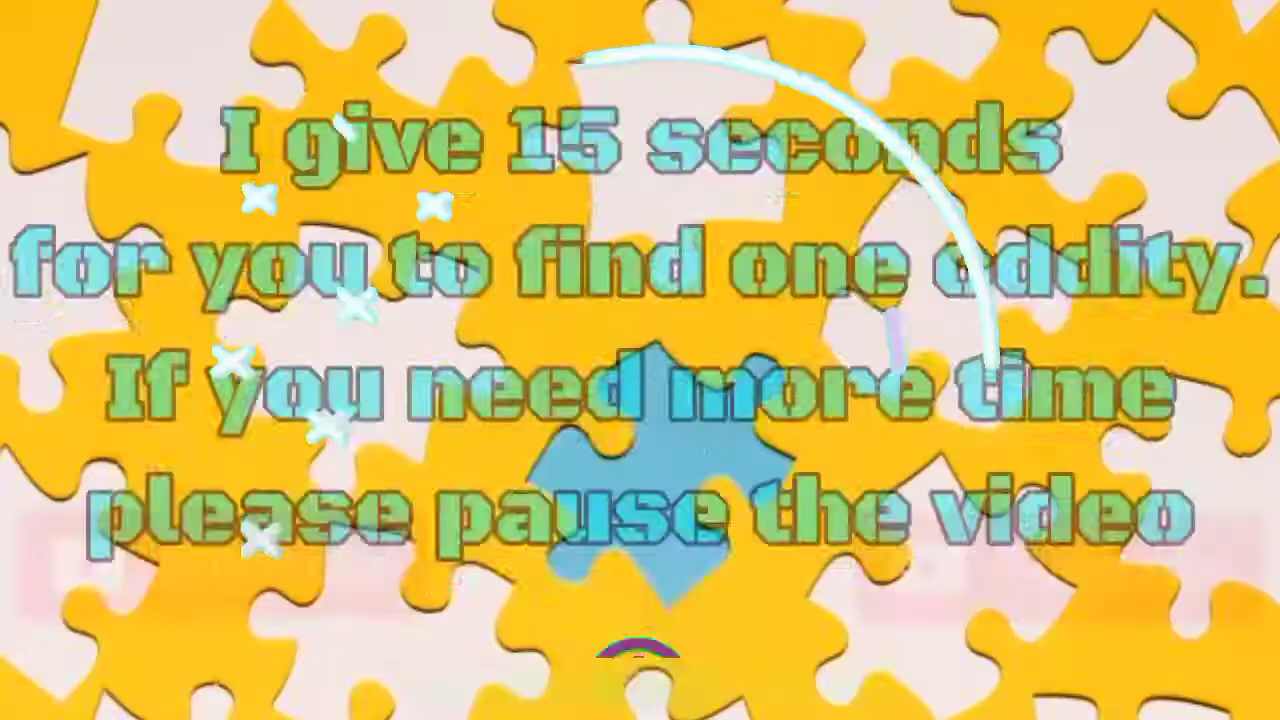 I give 15 seconds
for you to find one oddity.
If you need more time
please pause the video